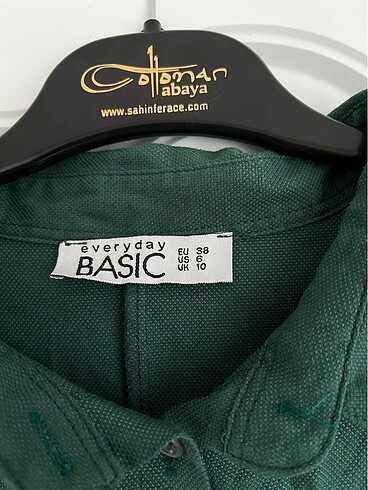 Ottoman
abaya
www.sahinferace.com
everyday
BASIC
EU 38
US 6
UK 10